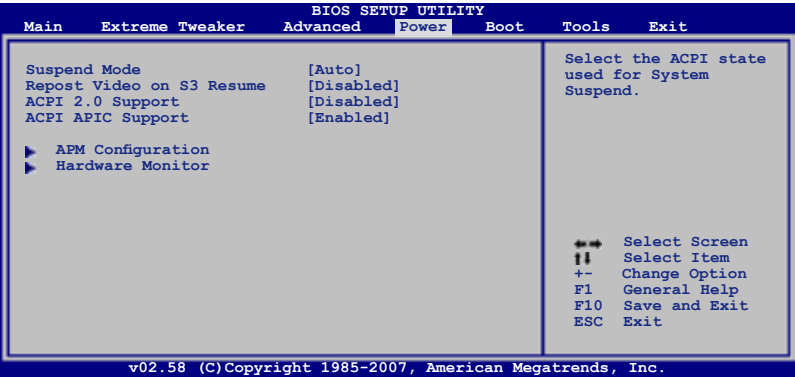 BIOS SETUP UTILITY
Main Extreme Tweaker Advanced Power Boot Tools Exit
Suspend Mode [Auto]
Repost Video on S3 Resume [Disabled]
ACPI 2.0 Support [Disabled]
ACPI APIC Support [Enabled]
APM Configuration
Hardware Monitor
Select the ACPI state
used for System
Suspend.
Select Screen
Select Item
+- Change Option
F1 General Help
F10 Save and Exit
ESC Exit
v02.58 (C)Copyright 1985-2007, American Megatrends, Inc.